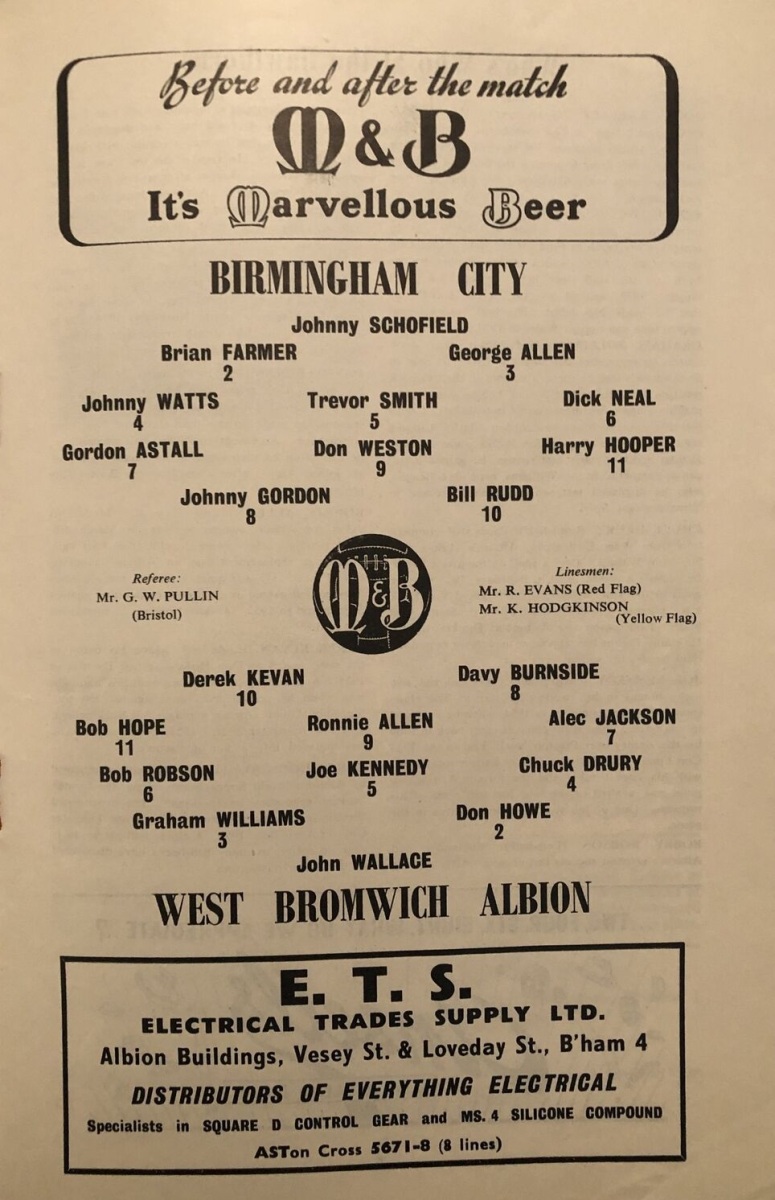 Before and after the match
M & B
It's Marvellous Beer
BIRMINGHAM CITY
Johnny SCHOFIELD
Brian FARMER George ALLEN
2 3
Johnny WATTS Trevor SMITH Dick NEAL
4 5 6
Gordon ASTALL Don WESTON Harry HOOPER
7 9 11
Johnny GORDON Bill RUDD
8 10
Referee:
Mr. G. W. PULLIN
(Bristol)
M & B
Linesmen:
Mr. R. EVANS (Red Flag)
Mr. K. HODGKINSON
(Yellow Flag)
Derek KEVAN Davy BURNSIDE
10 8
Bob HOPE Ronnie ALLEN Alec JACKSON
11 9 7
Bob ROBSON Joe KENNEDY Chuck DRURY
6 5 4
Graham WILLIAMS Don HOWE
3 2
John WALLACE
WEST BROMWICH ALBION
E. T. S.
ELECTRICAL TRADES SUPPLY LTD.
Albion Buildings, Vesey St. & Loveday St., B'ham 4
DISTRIBUTORS OF EVERYTHING ELECTRICAL
Specialists in SQUARE D CONTROL GEAR and MS. 4 SILICONE COMPOUND
ASTon Cross 5671-8 (8 lines)